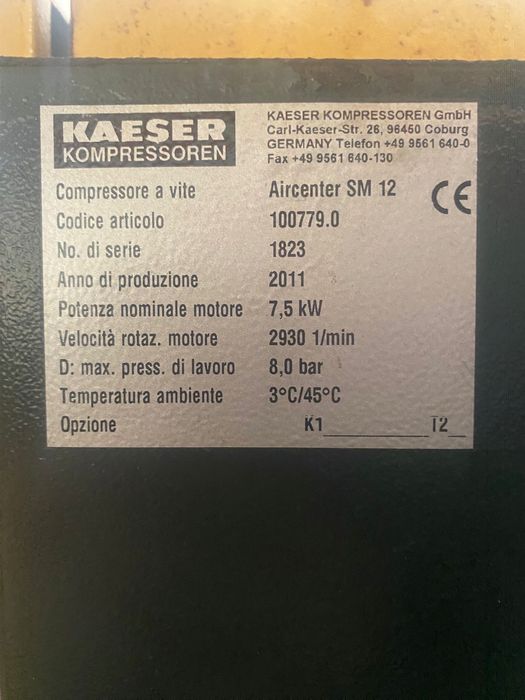 KAESER
KOMPRESSOREN
KAESER KOMPRESSOREN GmbH
Carl-Kaeser-Str. 26, 96450 Coburg
GERMANY Telefon +49 9561 640-0
Fax +49 9561 640-130
Compressore a vite Aircenter SM 12
CE
Codice articolo 100779.0
No. di serie 1823
Anno di produzione 2011
Potenza nominale motore 7,5 kW
Velocità rotaz. motore 2930 1/min
D: max. press. di lavoro 8,0 bar
Temperatura ambiente 3°C/45°C
Opzione K1__________I2__